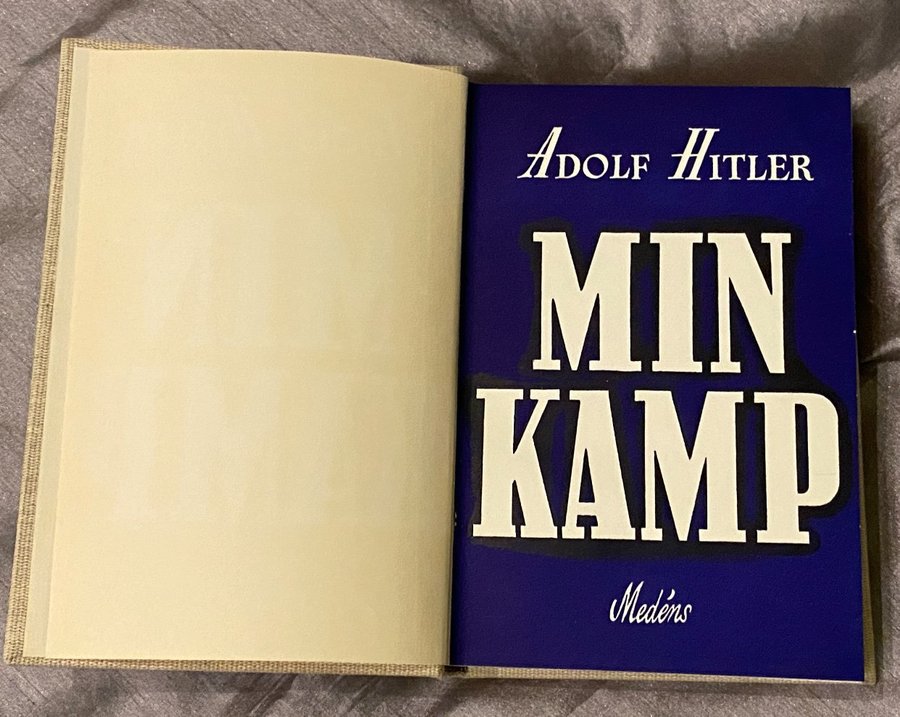 ADOLF HITLER
MIN
KAMP
Medéns